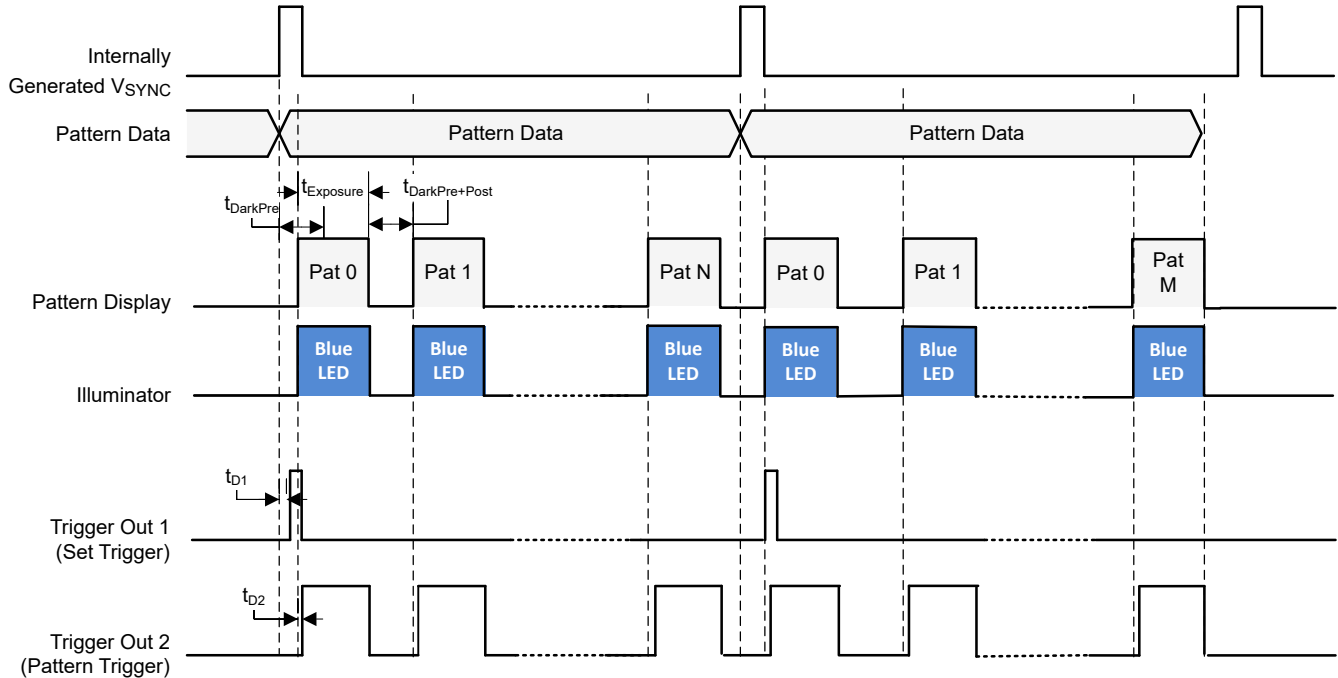 Internally
Generated VSYNC
Pattern Data
Pattern Data
Pattern Data
tExposure
tDarkPre+Post
tDarkPre
Pat 0
Pat 1
Pat N
Pat 0
Pat 1
Pat
M
Pattern Display
Blue
LED
Blue
LED
Blue
LED
Blue
LED
Blue
LED
Blue
LED
Illuminator
tD1
Trigger Out 1
(Set Trigger)
tD2
Trigger Out 2
(Pattern Trigger)